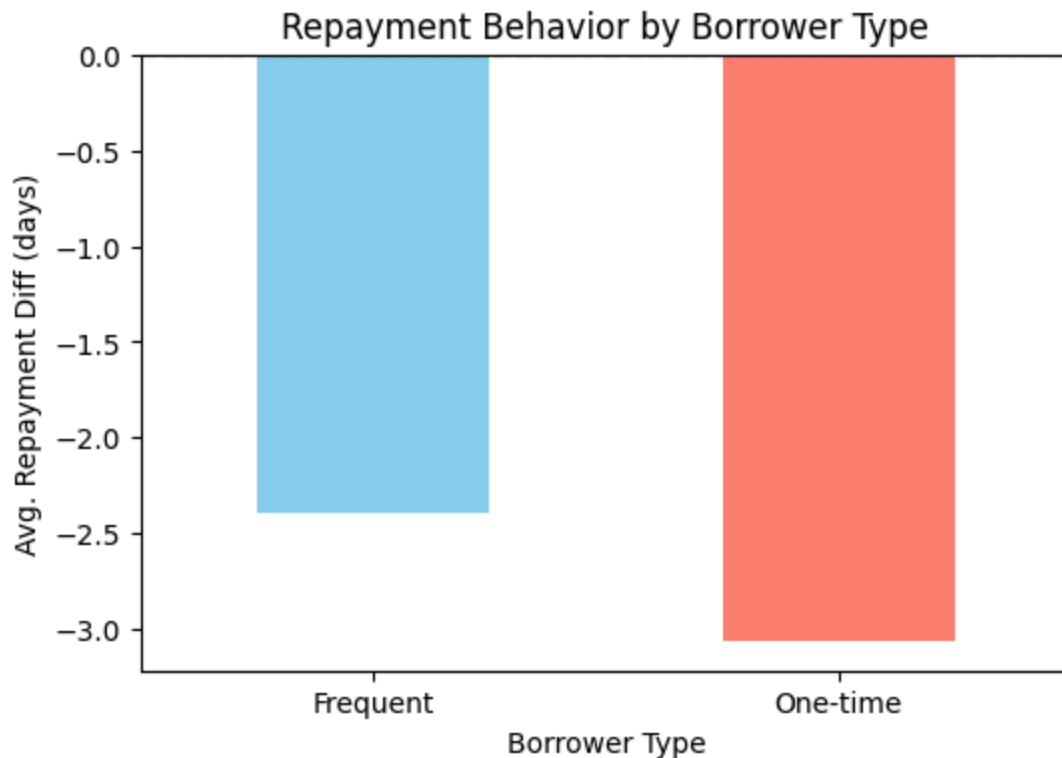 Repayment Behavior by Borrower Type
Avg. Repayment Diff (days)
0.0
−0.5
−1.0
−1.5
−2.0
−2.5
−3.0
Frequent
One-time
Borrower Type